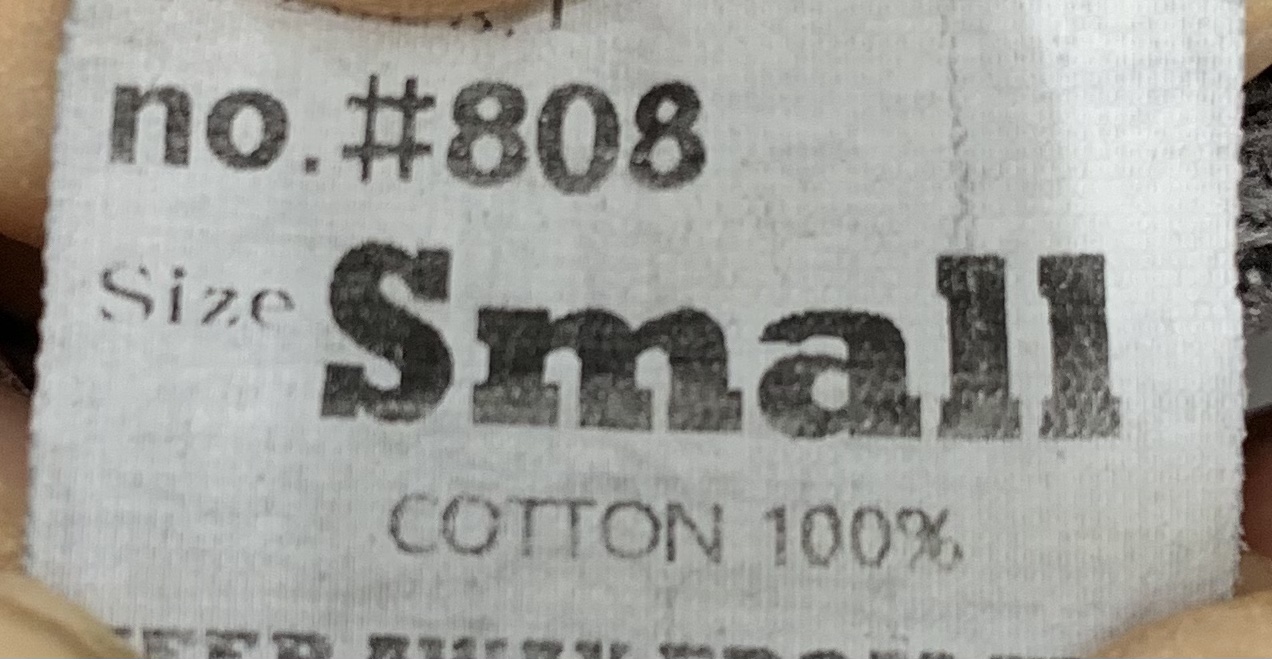 no.#808
Size Small
COTTON 100%